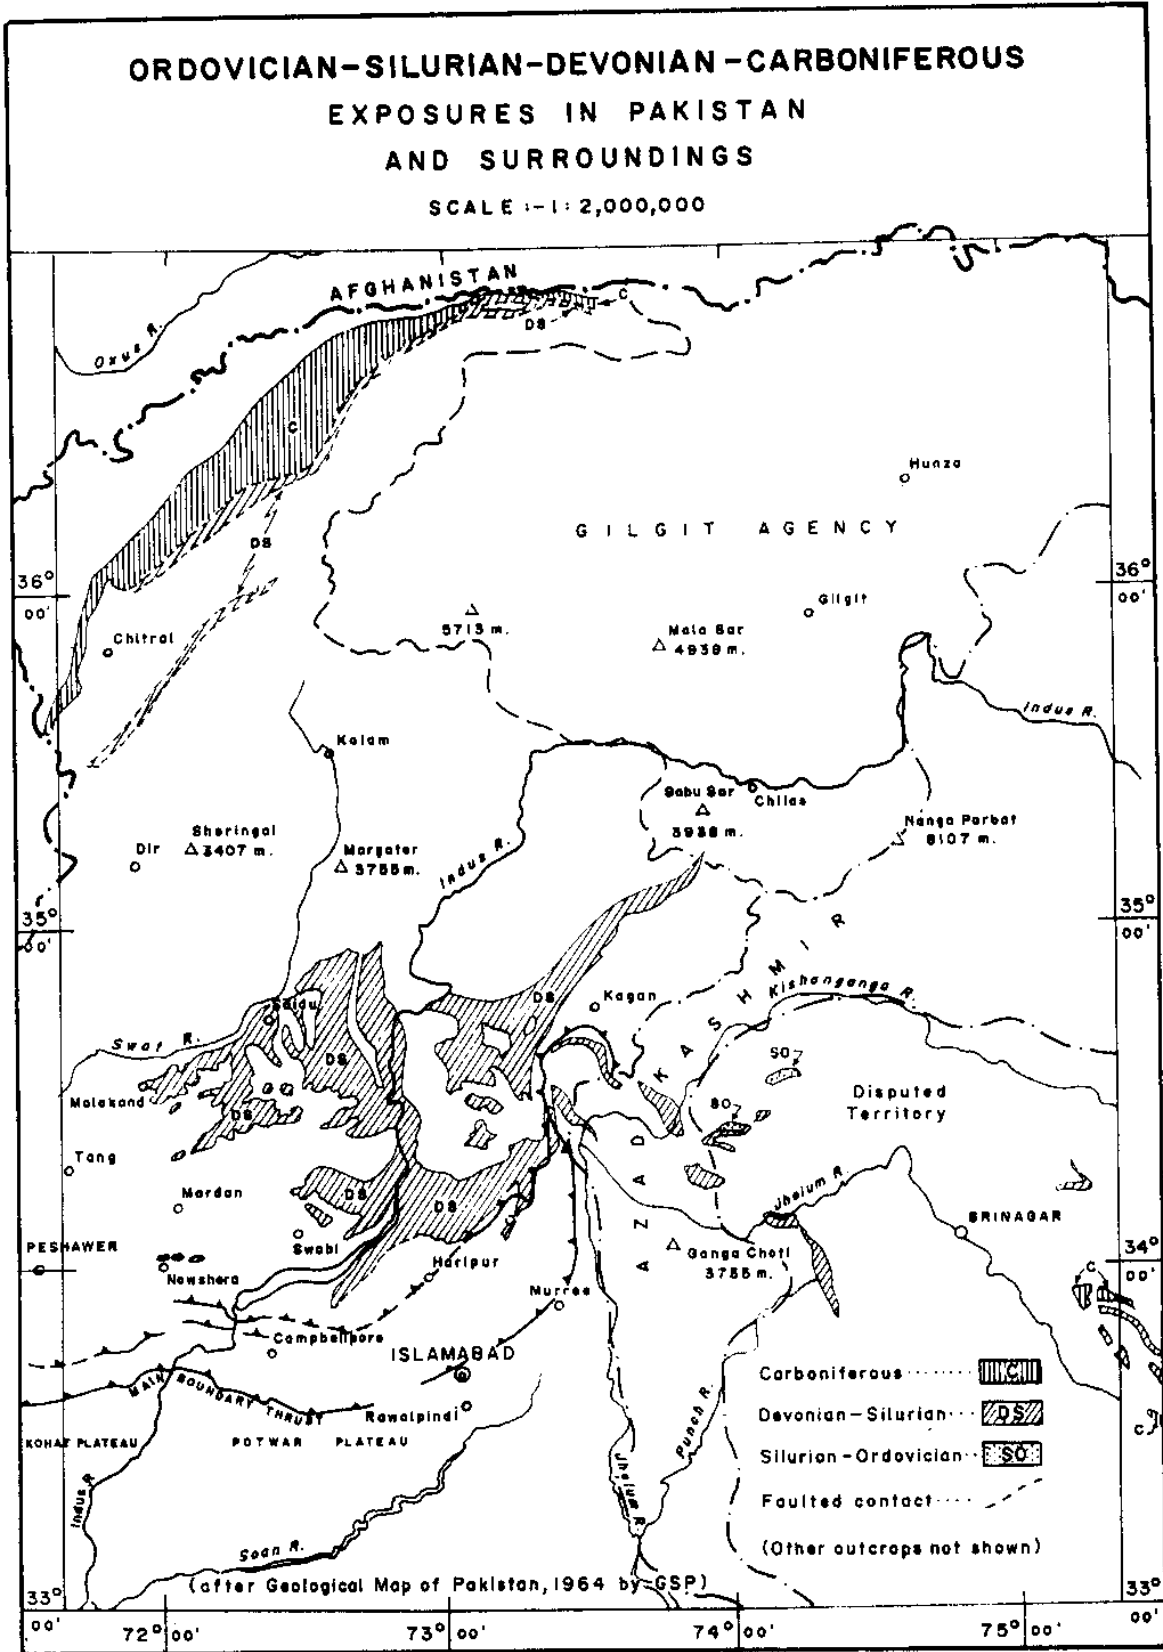 ORDOVICIAN-SILURIAN-DEVONIAN-CARBONIFEROUS
EXPOSURES IN PAKISTAN
AND SURROUNDINGS
SCALE :- 1: 2,000,000
AFGHANISTAN
C
DS
Oxus R.
C
Hunza
GILGIT AGENCY
DS
36° 00'
36° 00'
Gilgit
5713 m.
Mala Sar
4938 m.
Chitral
Indus R.
Kalam
Babu Sar
3938 m.
Chilas
Sheringal
3407 m.
Dir
Margater
3755 m.
Indus R.
Nanga Parbat
8107 m.
35° 00'
35° 00'
AZAD KASHMIR
Kishanganga R.
DS
Kagan
Saidu
Swat R.
DS
SO
Disputed
Territory
Malakand
DS
SO
Tang
Mardan
DS
DS
Jhelum R.
SRINAGAR
Swabi
PESHAWER
Nowshera
Haripur
Ganga Choti
3755 m.
34° 00'
C
Murree
Campbellpore
ISLAMABAD
MAIN BOUNDARY THRUST
Rawalpindi
KOHAT PLATEAU
POTWAR PLATEAU
Punch R.
Jhelum R.
Indus R.
Soan R.
C
Carboniferous ······ C
Devonian-Silurian ··· DS
Silurian-Ordovician ·· SO
Faulted contact ····
(Other outcrops not shown)
(after Geological Map of Pakistan, 1964 by GSP)
33°
33° 00'
00'
72° 00'
73° 00'
74° 00'
75° 00'